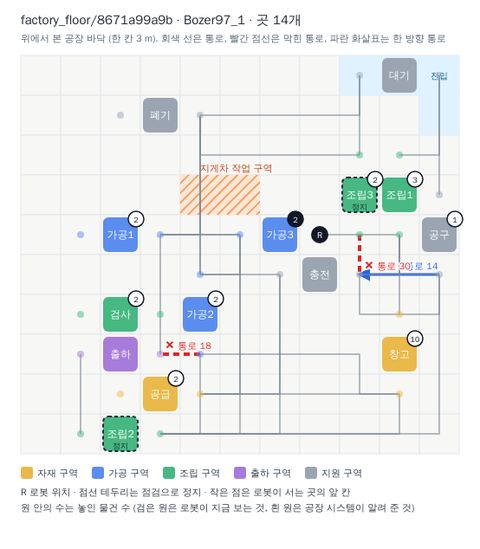 factory_floor/8671a99a9b · Bozer97_1 · 곳 14개
위에서 본 공장 바닥 (한 칸 3 m). 회색 선은 통로, 빨간 점선은 막힌 통로, 파란 화살표는 한 방향 통로
대기
전립
폐기
지게차 작업 구역
조립3
2
정지
조립1
3
가공1
2
가공3
2
R
공구
1
충전
✕ 통로 30
통로 14
검사
2
가공2
2
출하
✕ 통로 18
창고
10
공급
2
조립2
정지
자재 구역
가공 구역
조립 구역
출하 구역
지원 구역
R 로봇 위치 · 점선 테두리는 점검으로 정지 · 작은 점은 로봇이 서는 곳의 앞 칸
원 안의 수는 놓인 물건 수 (검은 원은 로봇이 지금 보는 것, 흰 원은 공장 시스템이 알려 준 것)